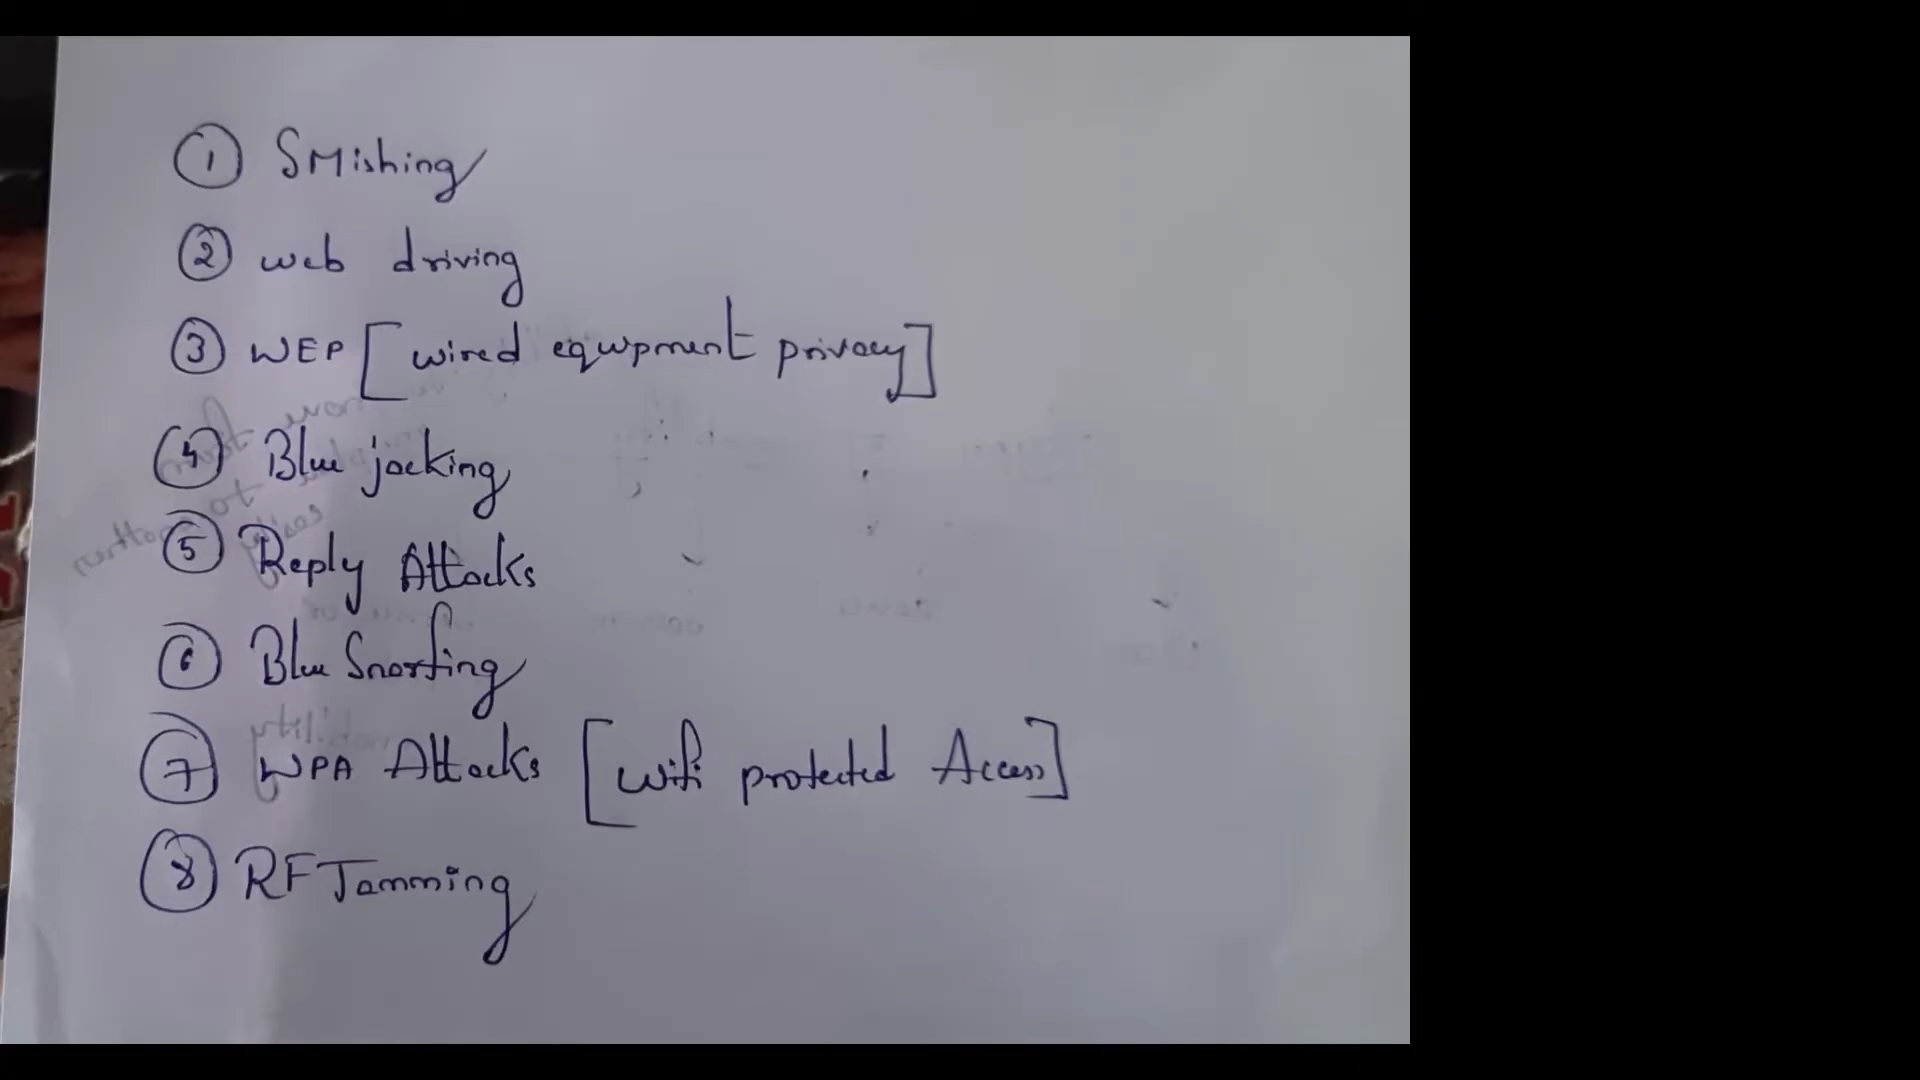 ① SMishing
② web driving
③ WEP [wired equipment privacy]
④ Blue jacking
⑤ Reply Attacks
⑥ Blue Snarfing
⑦ WPA Attacks [wifi protected Access]
⑧ RF Jamming